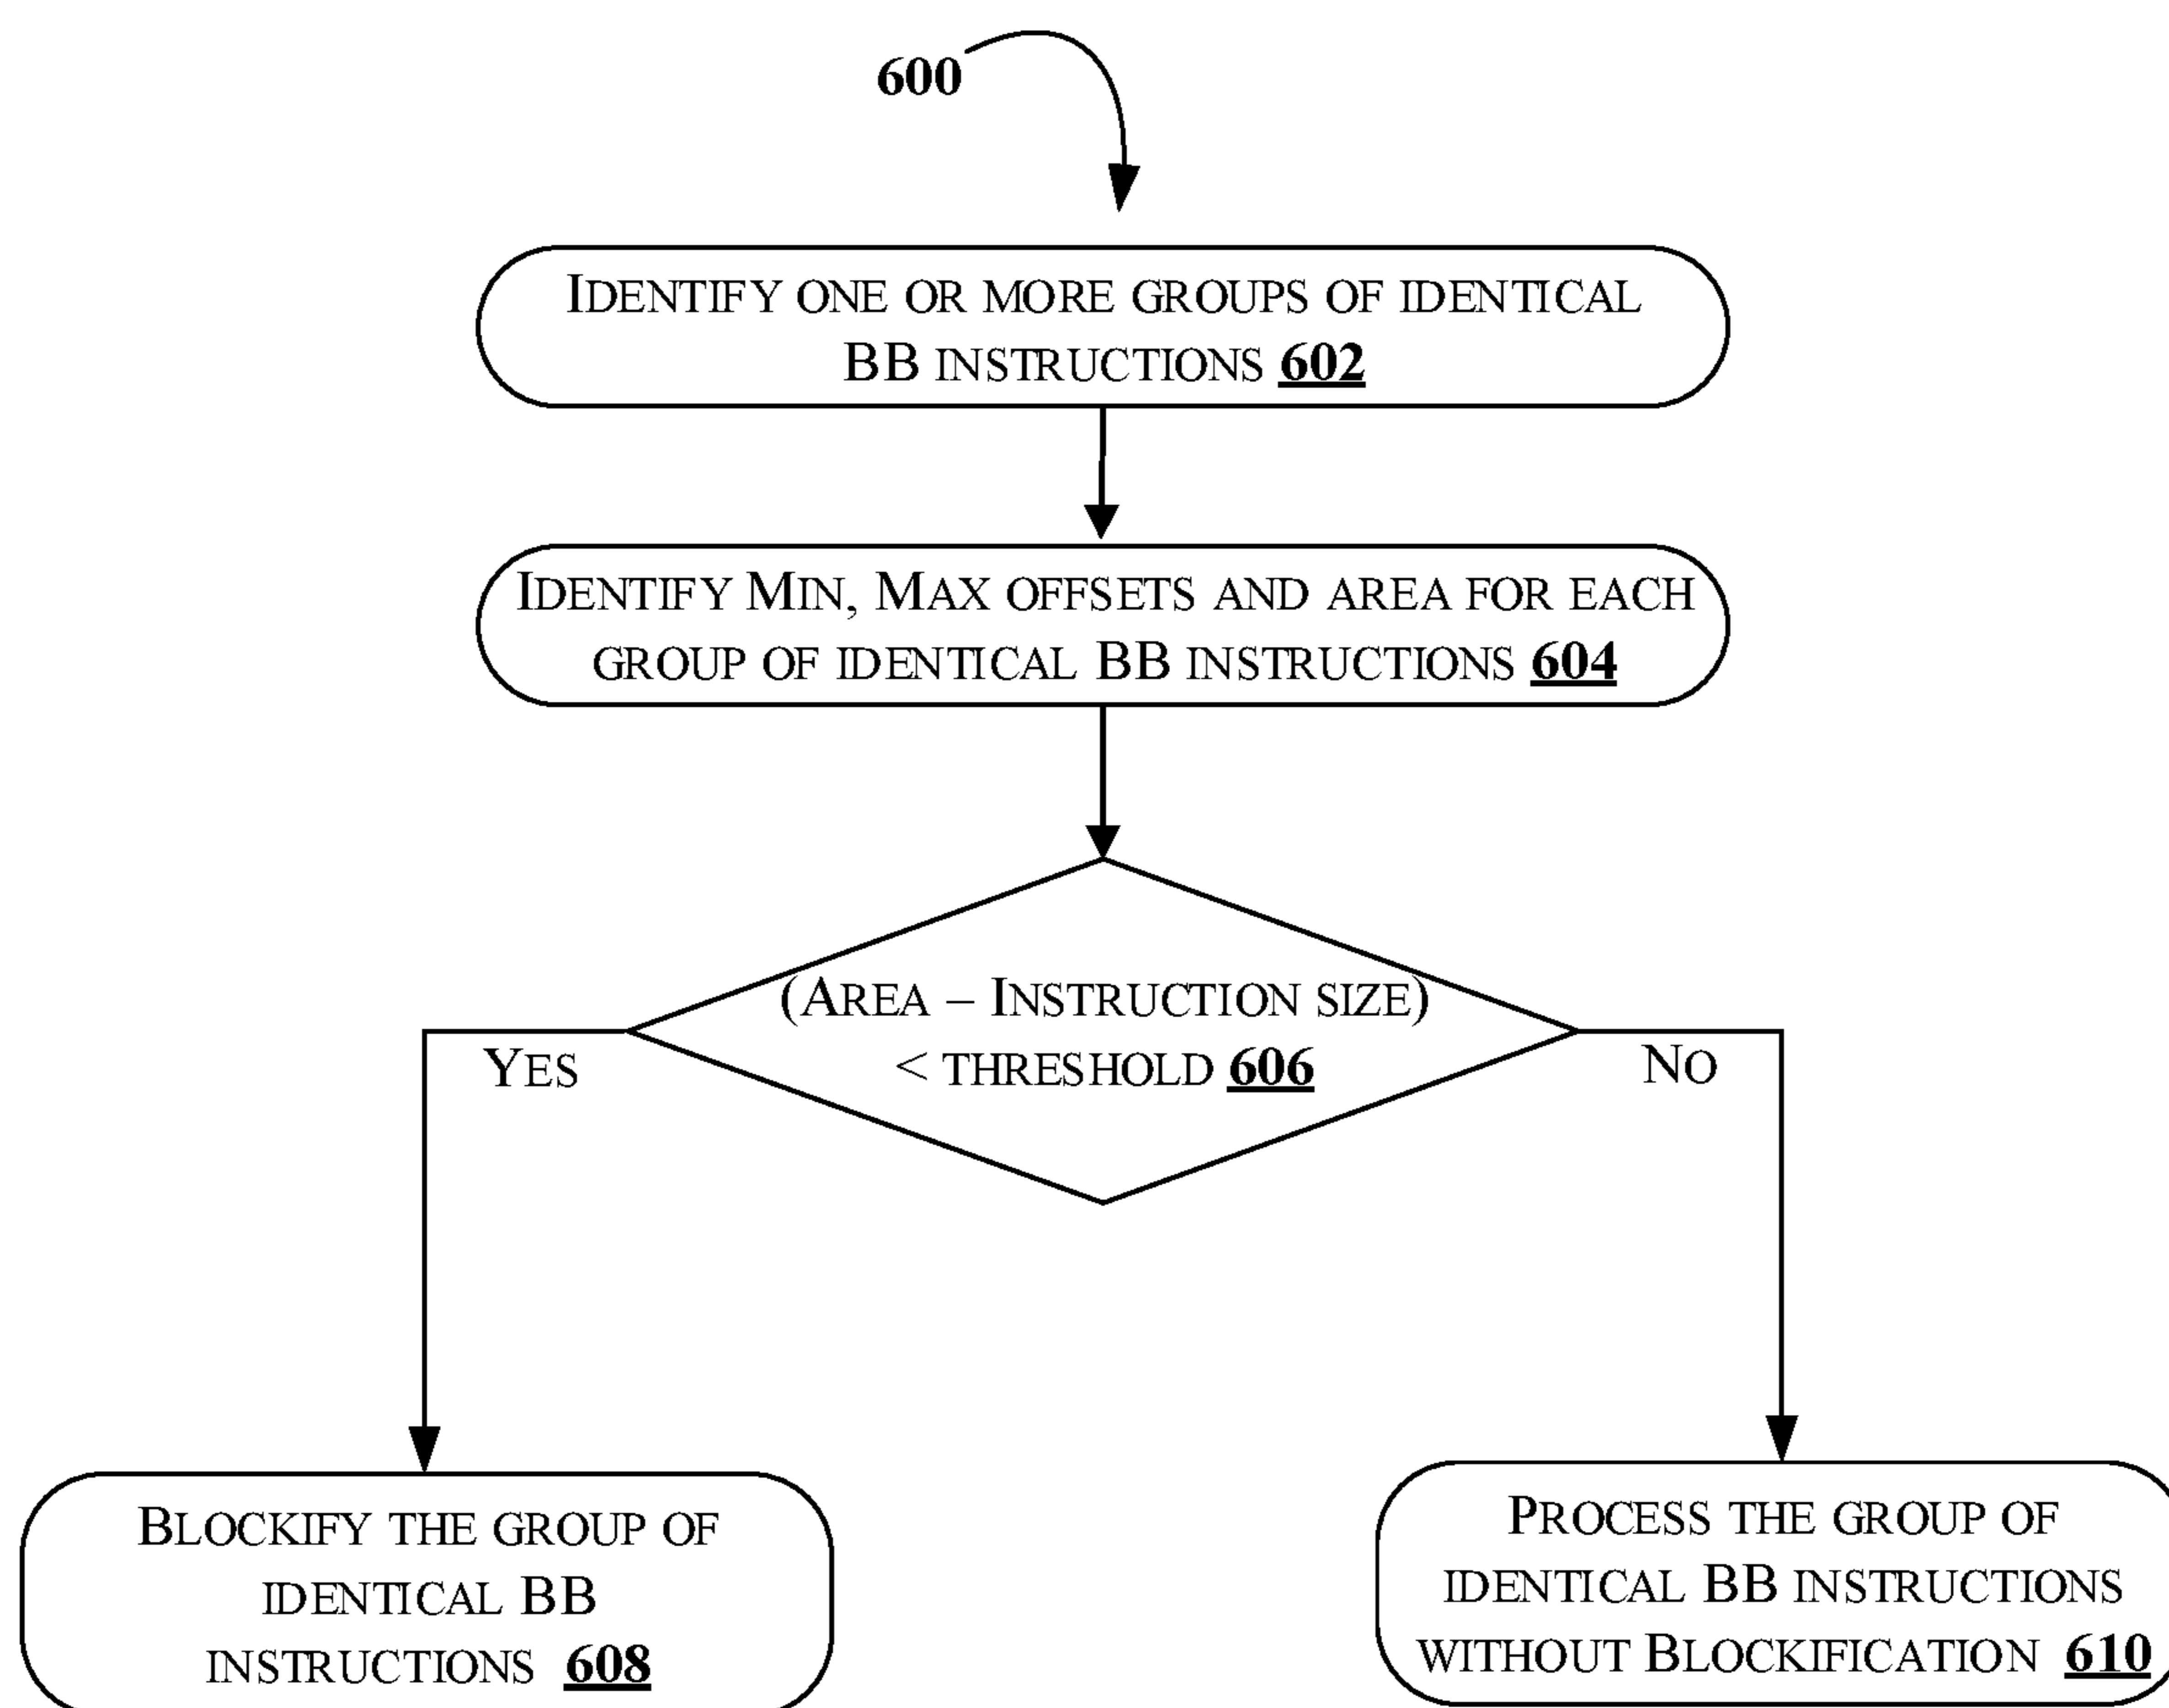 600
IDENTIFY ONE OR MORE GROUPS OF IDENTICAL
BB INSTRUCTIONS 602
IDENTIFY MIN, MAX OFFSETS AND AREA FOR EACH
GROUP OF IDENTICAL BB INSTRUCTIONS 604
(AREA – INSTRUCTION SIZE)
< THRESHOLD 606
YES
NO
BLOCKIFY THE GROUP OF
IDENTICAL BB
INSTRUCTIONS 608
PROCESS THE GROUP OF
IDENTICAL BB INSTRUCTIONS
WITHOUT BLOCKIFICATION 610